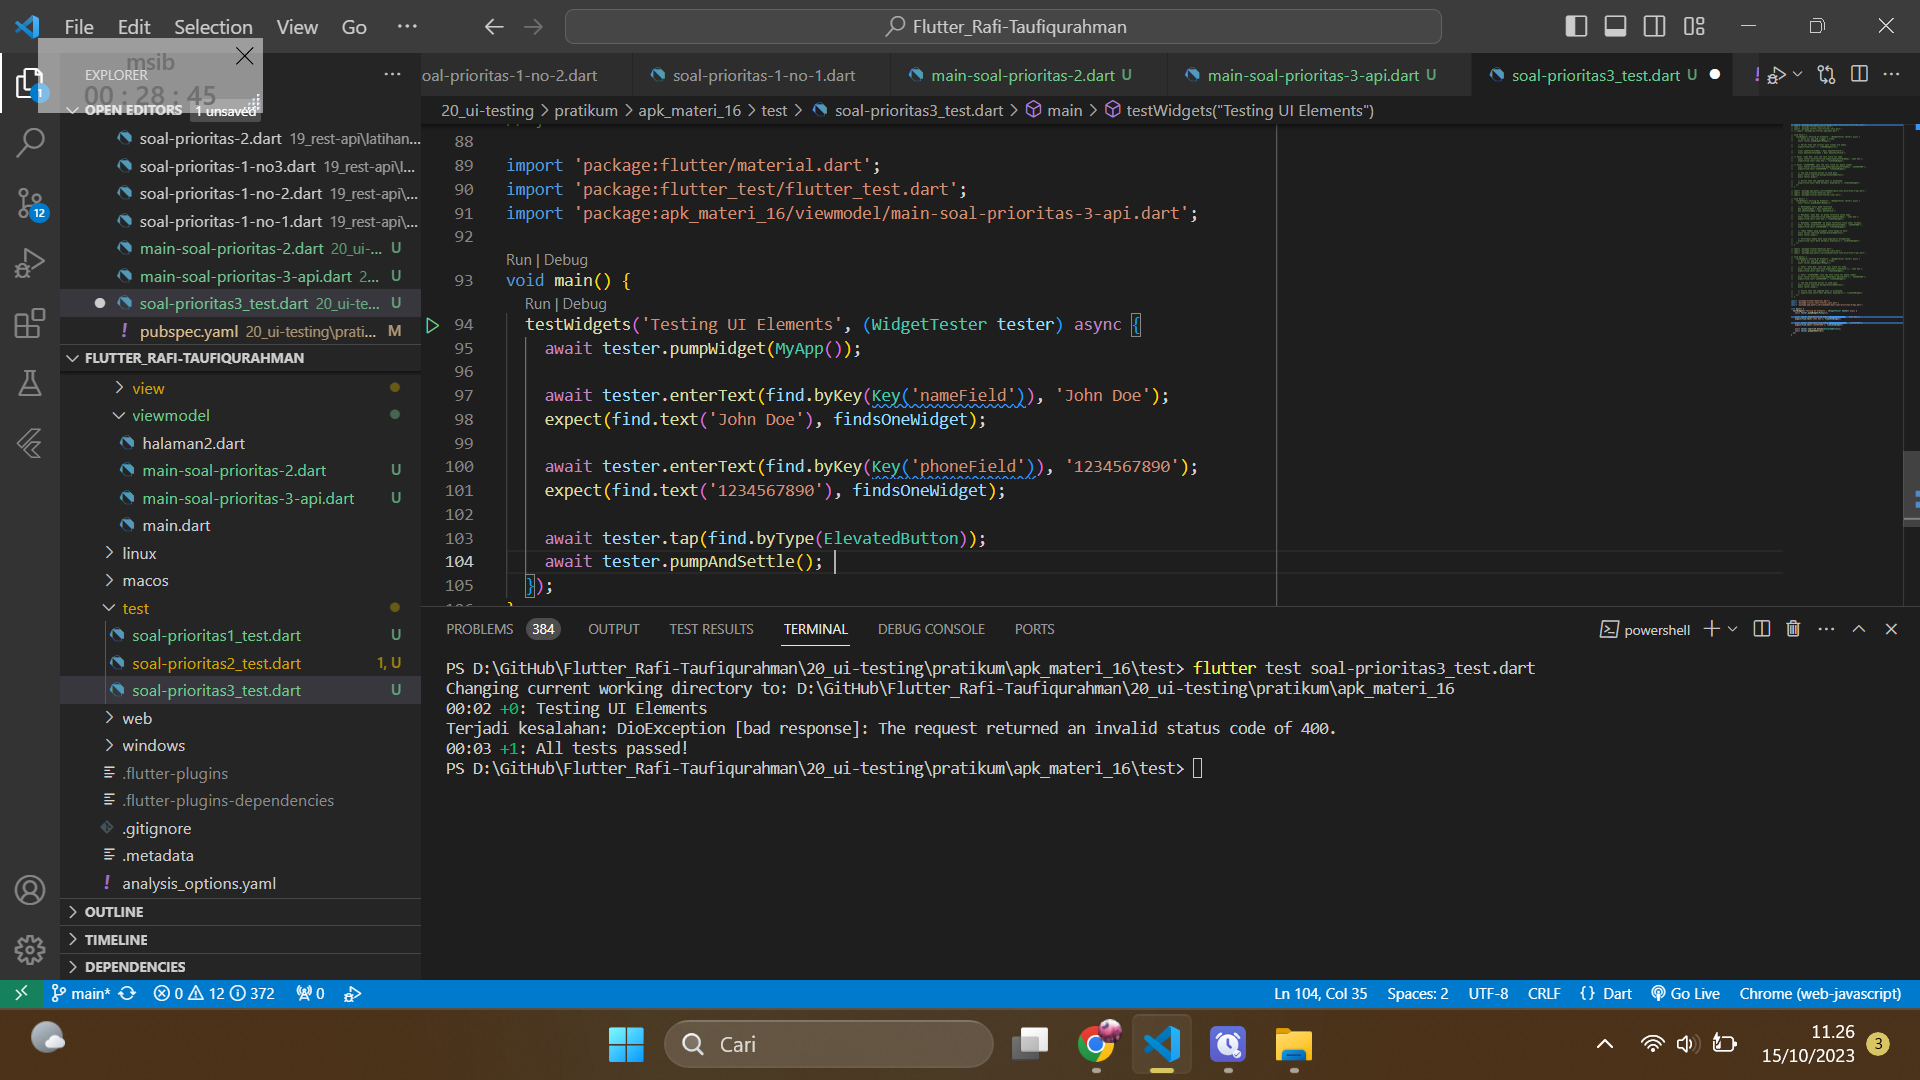 File Edit Selection View Go ···
Flutter_Rafi-Taufiqurahman
msib
00 : 28 : 45
EXPLORER
OPEN EDITORS 1 unsaved
soal-prioritas-2.dart 19_rest-api\latihan...
soal-prioritas-1-no3.dart 19_rest-api\l...
soal-prioritas-1-no-2.dart 19_rest-api\...
soal-prioritas-1-no-1.dart 19_rest-api\...
main-soal-prioritas-2.dart 20_ui-... U
main-soal-prioritas-3-api.dart 2... U
soal-prioritas3_test.dart 20_ui-te... U
! pubspec.yaml 20_ui-testing\prati... M
FLUTTER_RAFI-TAUFIQURAHMAN
view
viewmodel
halaman2.dart
main-soal-prioritas-2.dart U
main-soal-prioritas-3-api.dart U
main.dart
linux
macos
test
soal-prioritas1_test.dart U
soal-prioritas2_test.dart 1, U
soal-prioritas3_test.dart U
web
windows
.flutter-plugins
.flutter-plugins-dependencies
.gitignore
.metadata
! analysis_options.yaml
OUTLINE
TIMELINE
DEPENDENCIES
1
12
oal-prioritas-1-no-2.dart soal-prioritas-1-no-1.dart main-soal-prioritas-2.dart U main-soal-prioritas-3-api.dart U soal-prioritas3_test.dart U
20_ui-testing > pratikum > apk_materi_16 > test > soal-prioritas3_test.dart > main > testWidgets("Testing UI Elements")
88
89 import 'package:flutter/material.dart';
90 import 'package:flutter_test/flutter_test.dart';
91 import 'package:apk_materi_16/viewmodel/main-soal-prioritas-3-api.dart';
92
Run | Debug
93 void main() {
Run | Debug
94 testWidgets('Testing UI Elements', (WidgetTester tester) async {
95 await tester.pumpWidget(MyApp());
96
97 await tester.enterText(find.byKey(Key('nameField')), 'John Doe');
98 expect(find.text('John Doe'), findsOneWidget);
99
100 await tester.enterText(find.byKey(Key('phoneField')), '1234567890');
101 expect(find.text('1234567890'), findsOneWidget);
102
103 await tester.tap(find.byType(ElevatedButton));
104 await tester.pumpAndSettle();
105 });
PROBLEMS 384 OUTPUT TEST RESULTS TERMINAL DEBUG CONSOLE PORTS powershell
PS D:\GitHub\Flutter_Rafi-Taufiqurahman\20_ui-testing\pratikum\apk_materi_16\test> flutter test soal-prioritas3_test.dart
Changing current working directory to: D:\GitHub\Flutter_Rafi-Taufiqurahman\20_ui-testing\pratikum\apk_materi_16
00:02 +0: Testing UI Elements
Terjadi kesalahan: DioException [bad response]: The request returned an invalid status code of 400.
00:03 +1: All tests passed!
PS D:\GitHub\Flutter_Rafi-Taufiqurahman\20_ui-testing\pratikum\apk_materi_16\test>
main* 0 12 372 0 Ln 104, Col 35 Spaces: 2 UTF-8 CRLF {} Dart Go Live Chrome (web-javascript)
Cari
11.26
15/10/2023
3